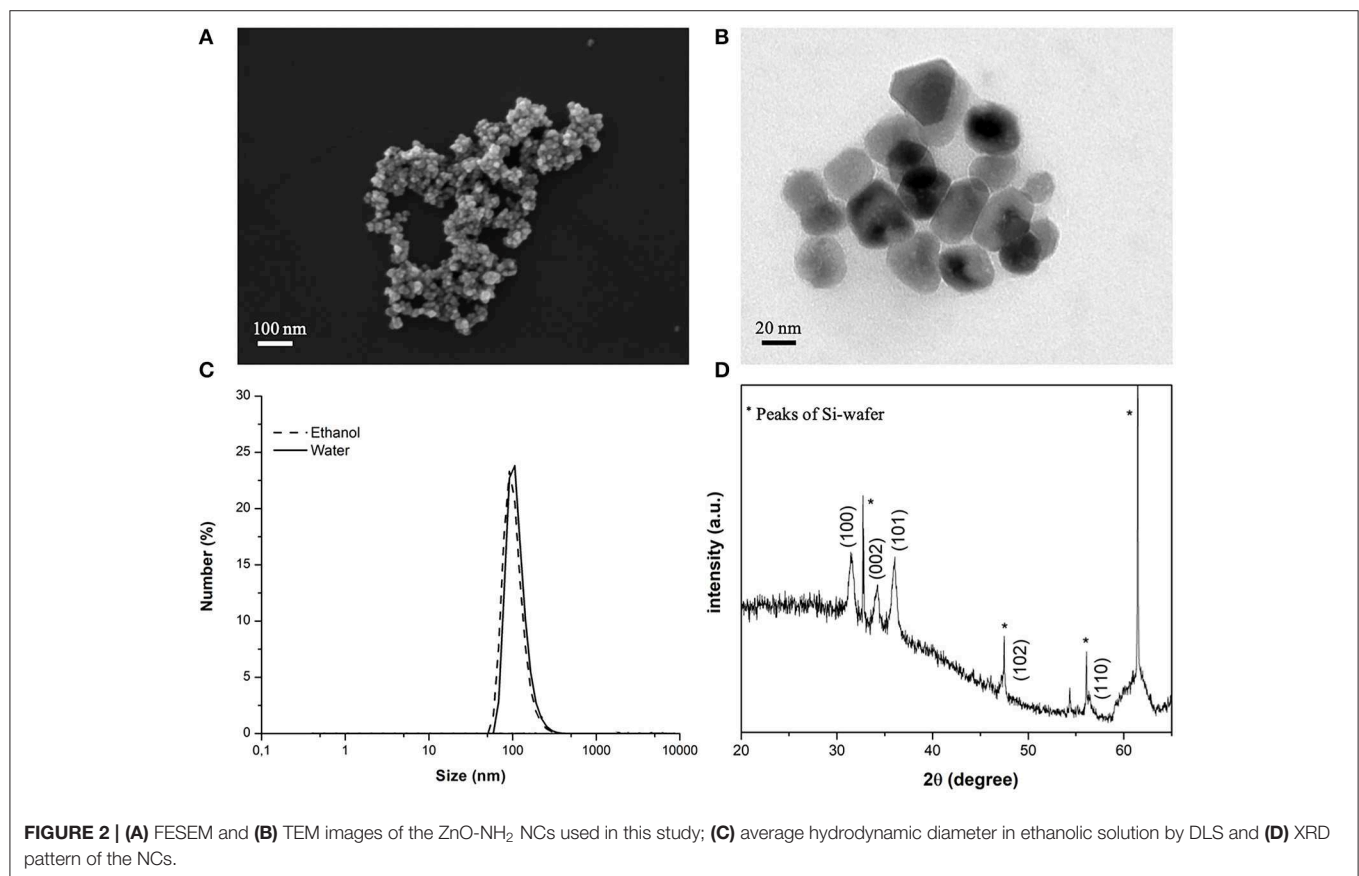 A
100 nm
B
20 nm
C
30
25
20
15
10
5
0
Number (%)
Ethanol
Water
0,1 1 10 100 1000 10000
Size (nm)
D
* Peaks of Si-wafer
*
(100)
*
(002)
(101)
*
(102)
*
(110)
intensity (a.u.)
20 30 40 50 60
2θ (degree)
FIGURE 2 | (A) FESEM and (B) TEM images of the ZnO-NH₂ NCs used in this study; (C) average hydrodynamic diameter in ethanolic solution by DLS and (D) XRD
pattern of the NCs.